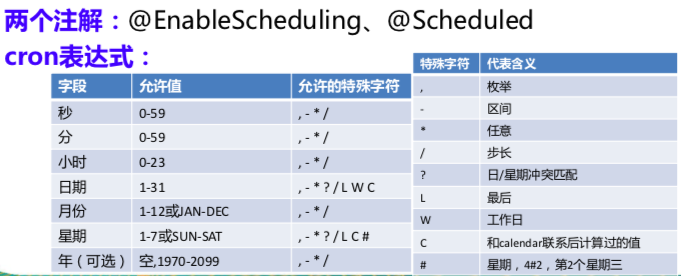 两个注解：@EnableScheduling、@Scheduled
cron表达式：
字段 允许值 允许的特殊字符
秒 0-59 , - * /
分 0-59 , - * /
小时 0-23 , - * /
日期 1-31 , - * ? / L W C
月份 1-12或JAN-DEC , - * /
星期 1-7或SUN-SAT , - * ? / L C #
年（可选） 空,1970-2099 , - * /
特殊字符 代表含义
, 枚举
- 区间
* 任意
/ 步长
? 日/星期冲突匹配
L 最后
W 工作日
C 和calendar联系后计算过的值
# 星期，4#2，第2个星期三